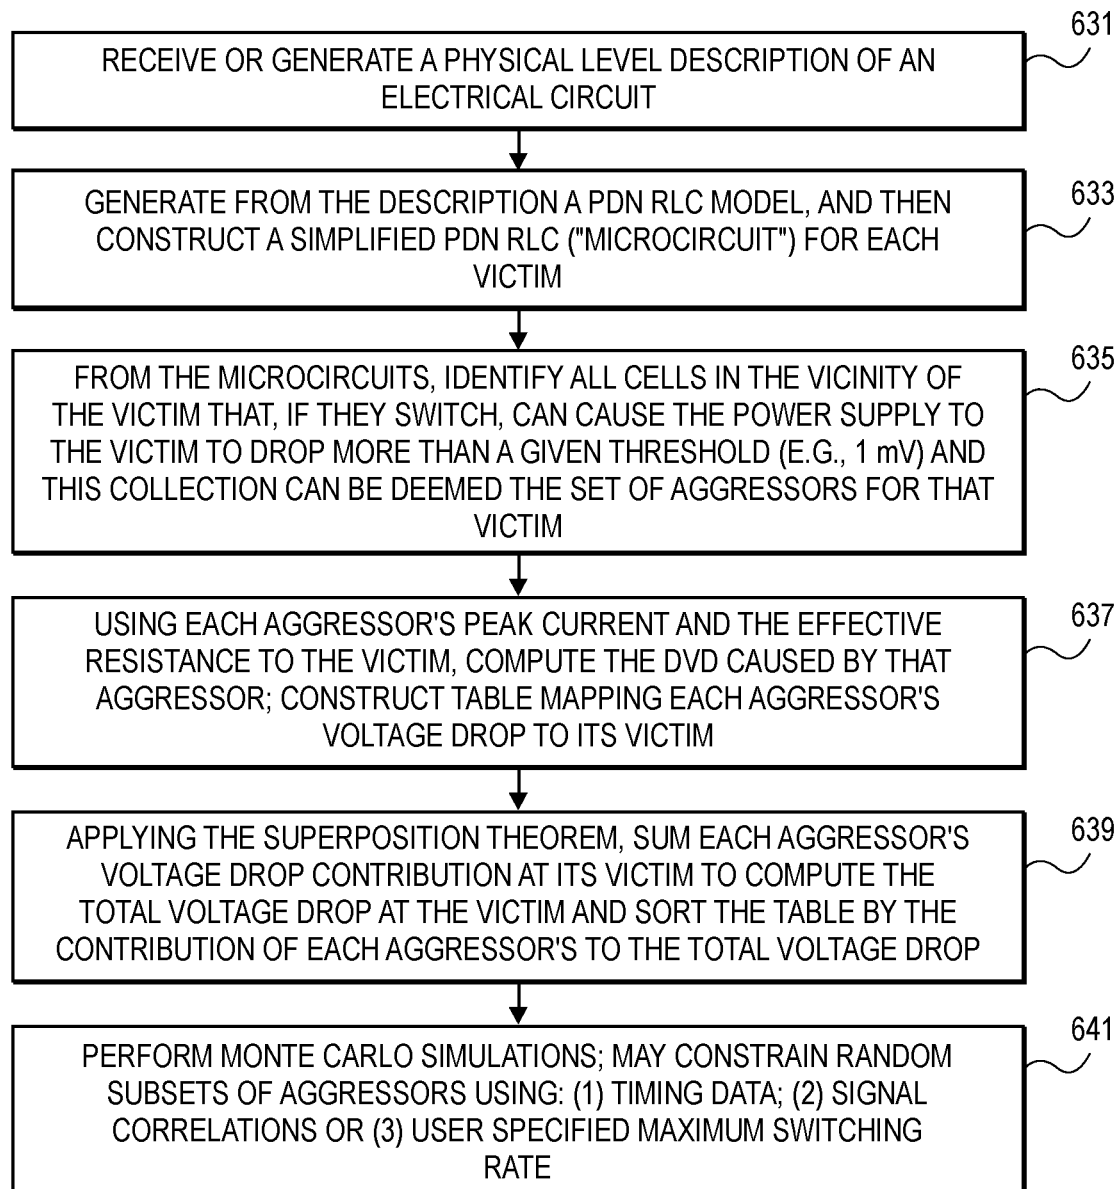 631
RECEIVE OR GENERATE A PHYSICAL LEVEL DESCRIPTION OF AN
ELECTRICAL CIRCUIT
633
GENERATE FROM THE DESCRIPTION A PDN RLC MODEL, AND THEN
CONSTRUCT A SIMPLIFIED PDN RLC ("MICROCIRCUIT") FOR EACH
VICTIM
635
FROM THE MICROCIRCUITS, IDENTIFY ALL CELLS IN THE VICINITY OF
THE VICTIM THAT, IF THEY SWITCH, CAN CAUSE THE POWER SUPPLY TO
THE VICTIM TO DROP MORE THAN A GIVEN THRESHOLD (E.G., 1 mV) AND
THIS COLLECTION CAN BE DEEMED THE SET OF AGGRESSORS FOR THAT
VICTIM
637
USING EACH AGGRESSOR'S PEAK CURRENT AND THE EFFECTIVE
RESISTANCE TO THE VICTIM, COMPUTE THE DVD CAUSED BY THAT
AGGRESSOR; CONSTRUCT TABLE MAPPING EACH AGGRESSOR'S
VOLTAGE DROP TO ITS VICTIM
639
APPLYING THE SUPERPOSITION THEOREM, SUM EACH AGGRESSOR'S
VOLTAGE DROP CONTRIBUTION AT ITS VICTIM TO COMPUTE THE
TOTAL VOLTAGE DROP AT THE VICTIM AND SORT THE TABLE BY THE
CONTRIBUTION OF EACH AGGRESSOR'S TO THE TOTAL VOLTAGE DROP
641
PERFORM MONTE CARLO SIMULATIONS; MAY CONSTRAIN RANDOM
SUBSETS OF AGGRESSORS USING: (1) TIMING DATA; (2) SIGNAL
CORRELATIONS OR (3) USER SPECIFIED MAXIMUM SWITCHING
RATE